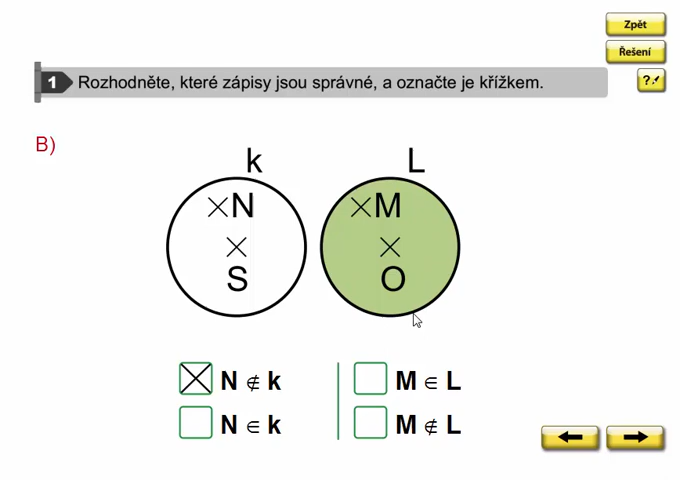 Zpět
Řešení
?
1 Rozhodněte, které zápisy jsou správné, a označte je křížkem.
B)
k L
N M
S O
N ∉ k M ∈ L
N ∈ k M ∉ L